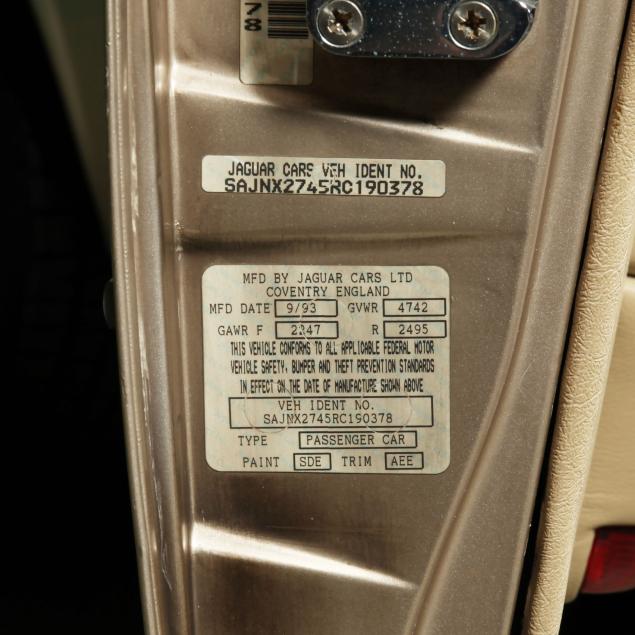 78
JAGUAR CARS VEH IDENT NO.
SAJNX2745RC190378
MFD BY JAGUAR CARS LTD
COVENTRY ENGLAND
MFD DATE 9/93 GVWR 4742
GAWR F 2247 R 2495
THIS VEHICLE CONFORMS TO ALL APPLICABLE FEDERAL MOTOR
VEHICLE SAFETY, BUMPER AND THEFT PREVENTION STANDARDS
IN EFFECT ON THE DATE OF MANUFACTURE SHOWN ABOVE
VEH IDENT NO.
SAJNX2745RC190378
TYPE PASSENGER CAR
PAINT SDE TRIM AEE